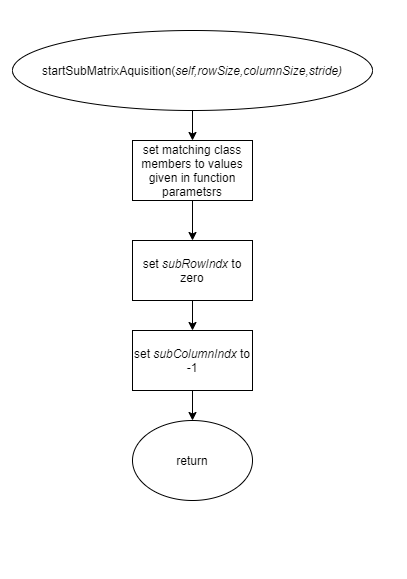 startSubMatrixAquisition(self,rowSize,columnSize,stride)
set matching class
members to values
given in function
parametsrs
set subRowIndx to
zero
set subColumnIndx to
-1
return